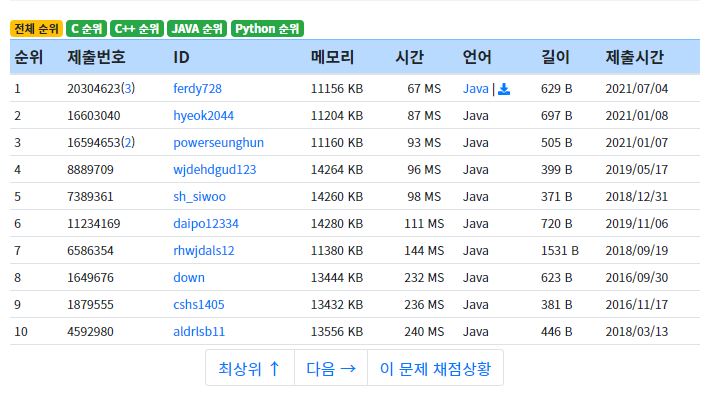 전체 순위 C 순위 C++ 순위 JAVA 순위 Python 순위
순위 제출번호 ID 메모리 시간 언어 길이 제출시간
1 20304623(3) ferdy728 11156 KB 67 MS Java | 629 B 2021/07/04
2 16603040 hyeok2044 11204 KB 87 MS Java 697 B 2021/01/08
3 16594653(2) powerseunghun 11160 KB 93 MS Java 505 B 2021/01/07
4 8889709 wjdehdgud123 14264 KB 96 MS Java 399 B 2019/05/17
5 7389361 sh_siwoo 14260 KB 98 MS Java 371 B 2018/12/31
6 11234169 daipo12334 14280 KB 111 MS Java 720 B 2019/11/06
7 6586354 rhwjdals12 11380 KB 144 MS Java 1531 B 2018/09/19
8 1649676 down 13444 KB 232 MS Java 623 B 2016/09/30
9 1879555 cshs1405 13432 KB 236 MS Java 381 B 2016/11/17
10 4592980 aldrlsb11 13556 KB 240 MS Java 446 B 2018/03/13
최상위 ↑ 다음 → 이 문제 채점상황